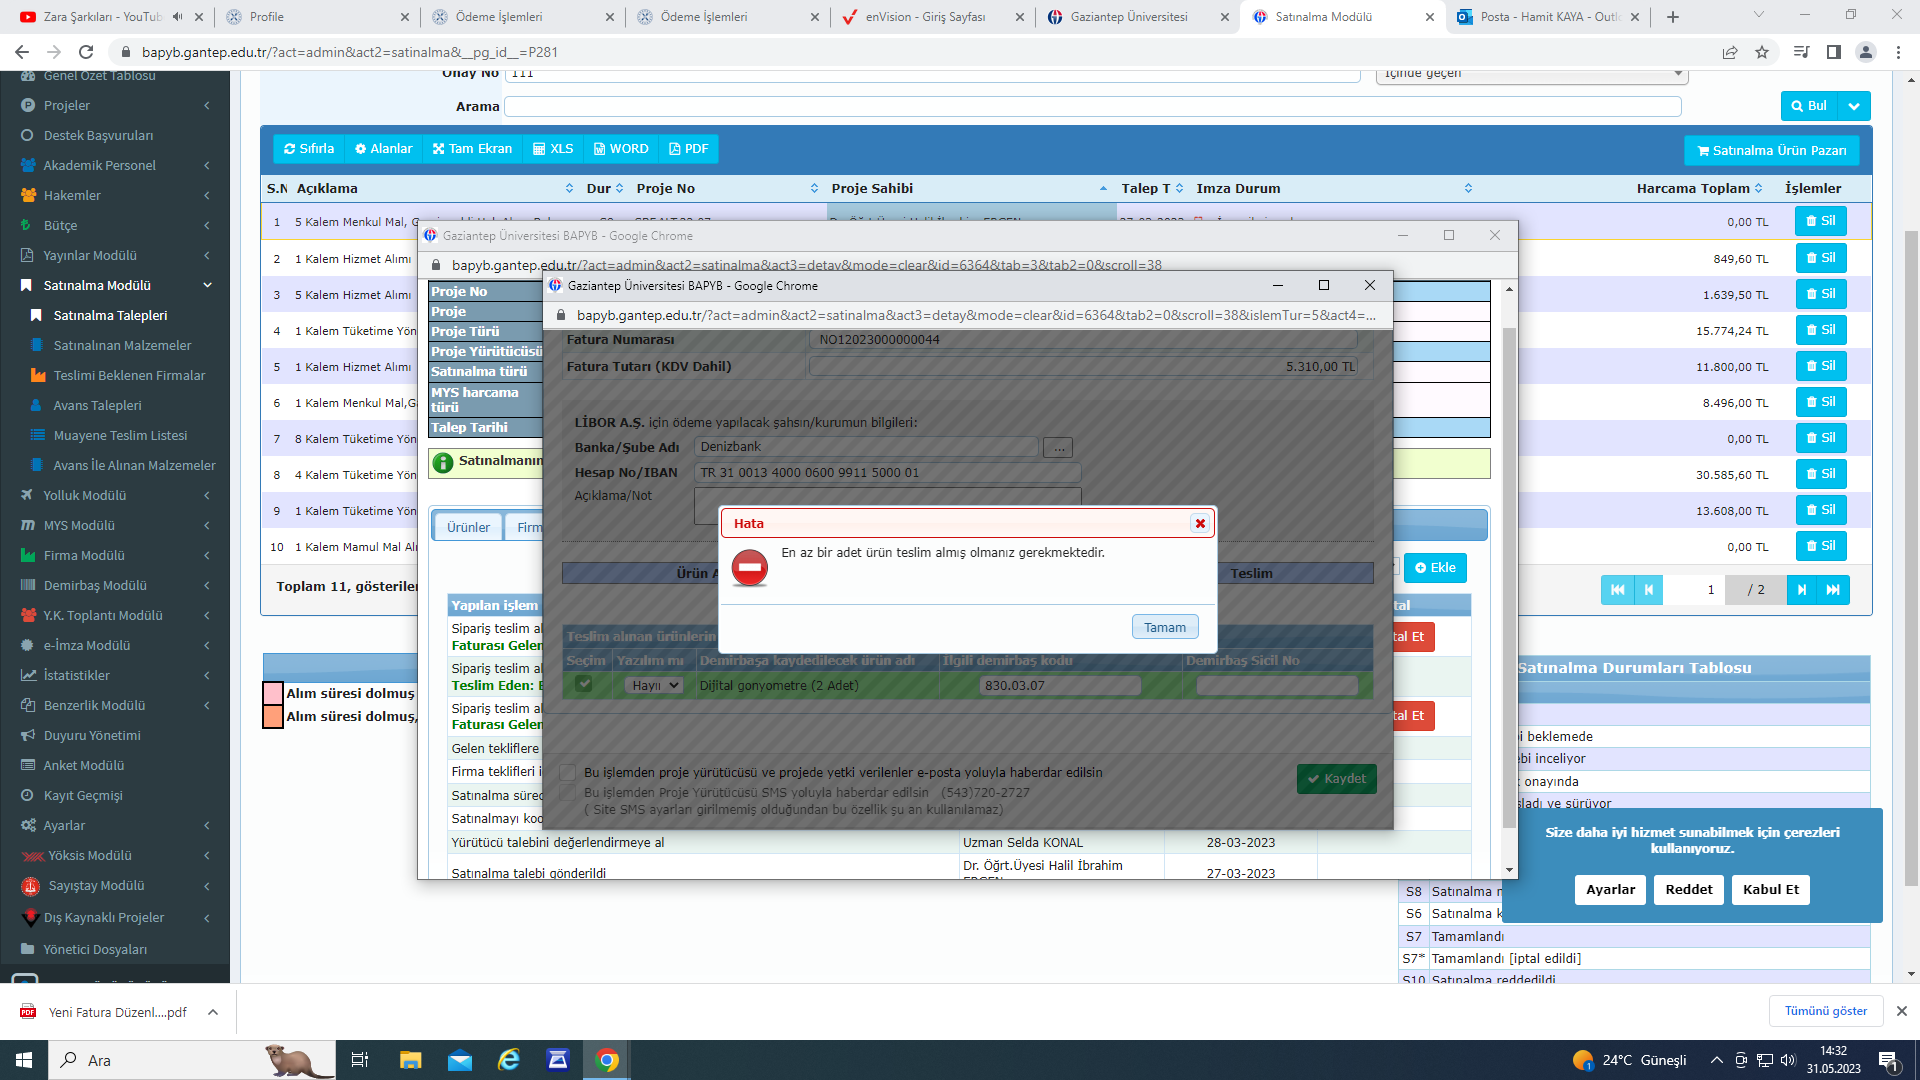 Zara Şarkıları - YouTub
Profile
Ödeme İşlemleri
Ödeme İşlemleri
enVision - Giriş Sayfası
Gaziantep Üniversitesi
Satınalma Modülü
Posta - Hamit KAYA - Outlo
bapyb.gantep.edu.tr/?act=admin&act2=satinalma&__pg_id__=P281
Genel Özet Tablosu
Projeler
Destek Başvuruları
Akademik Personel
Hakemler
Bütçe
Yayınlar Modülü
Satınalma Modülü
Satınalma Talepleri
Satınalınan Malzemeler
Teslimi Beklenen Firmalar
Avans Talepleri
Muayene Teslim Listesi
Avans İle Alınan Malzemeler
Yolluk Modülü
MYS Modülü
Firma Modülü
Demirbaş Modülü
Y.K. Toplantı Modülü
e-İmza Modülü
İstatistikler
Benzerlik Modülü
Duyuru Yönetimi
Anket Modülü
Kayıt Geçmişi
Ayarlar
Yöksis Modülü
Sayıştay Modülü
Dış Kaynaklı Projeler
Yönetici Dosyaları
Onay No 111 içinde geçen
Arama
Bul
Sıfırla Alanlar Tam Ekran XLS WORD PDF
Satınalma Ürün Pazarı
S.N Açıklama Dur Proje No Proje Sahibi Talep T İmza Durum Harcama Toplam İşlemler
1 5 Kalem Menkul Mal, 0,00 TL Sil
2 1 Kalem Hizmet Alımı 849,60 TL Sil
3 5 Kalem Hizmet Alımı 1.639,50 TL Sil
4 1 Kalem Tüketime Yön 15.774,24 TL Sil
5 1 Kalem Hizmet Alımı 11.800,00 TL Sil
6 1 Kalem Menkul Mal,G 8.496,00 TL Sil
7 8 Kalem Tüketime Yön 0,00 TL Sil
8 4 Kalem Tüketime Yön 30.585,60 TL Sil
9 1 Kalem Tüketime Yön 13.608,00 TL Sil
10 1 Kalem Mamul Mal Alı 0,00 TL Sil
Toplam 11, gösterilen
1 / 2
Alım süresi dolmuş
Alım süresi dolmuş,
Gaziantep Üniversitesi BAPYB - Google Chrome
bapyb.gantep.edu.tr/?act=admin&act2=satinalma&act3=detay&mode=clear&id=6364&tab=3&tab2=0&scroll=38
Proje No
Proje
Proje Türü
Proje Yürütücüsü
Satınalma türü
MYS harcama
türü
Talep Tarihi
Satınalmanın
Ürünler Firm
Ekle
Yapılan işlem tal
Sipariş teslim al
Faturası Gelen tal Et
Sipariş teslim al
Teslim Eden: E
Sipariş teslim al
Faturası Gelen tal Et
Gelen tekliflere
Firma teklifleri i
Satınalma süred
Satınalmayı koo
Yürütücü talebini değerlendirmeye al Uzman Selda KONAL 28-03-2023
Satınalma talebi gönderildi Dr. Öğrt.Üyesi Halil İbrahim 27-03-2023
Gaziantep Üniversitesi BAPYB - Google Chrome
bapyb.gantep.edu.tr/?act=admin&act2=satinalma&act3=detay&mode=clear&id=6364&tab2=0&scroll=38&islemTur=5&act4=...
Fatura Numarası NO12023000000044
Fatura Tutarı (KDV Dahil) 5.310,00 TL
LİBOR A.Ş. için ödeme yapılacak şahsın/kurumun bilgileri:
Banka/Şube Adı Denizbank ...
Hesap No/IBAN TR 31 0013 4000 0600 9911 5000 01
Açıklama/Not
Ürün A Teslim
Teslim alınan ürünlerin
Seçim Yazılım mı Demirbaşa kaydedilecek ürün adı İlgili demirbaş kodu Demirbaş Sicil No
Hayır Dijital gonyometre (2 Adet) 830.03.07
Bu işlemden proje yürütücüsü ve projede yetki verilenler e-posta yoluyla haberdar edilsin
Bu işlemden Proje Yürütücüsü SMS yoluyla haberdar edilsin (543)720-2727
( Site SMS ayarları girilmemiş olduğundan bu özellik şu an kullanılamaz)
Kaydet
Hata
En az bir adet ürün teslim almış olmanız gerekmektedir.
Tamam
Satınalma Durumları Tablosu
bi beklemede
ebi inceliyor
t onayında
şladı ve sürüyor
S8 Satınalma
S6 Satınalma k
S7 Tamamlandı
S7* Tamamlandı [iptal edildi]
S10 Satınalma reddedildi
Size daha iyi hizmet sunabilmek için çerezleri
kullanıyoruz.
Ayarlar Reddet Kabul Et
Yeni Fatura Düzenl....pdf
Tümünü göster
Ara
24°C Güneşli
14:32
31.05.2023